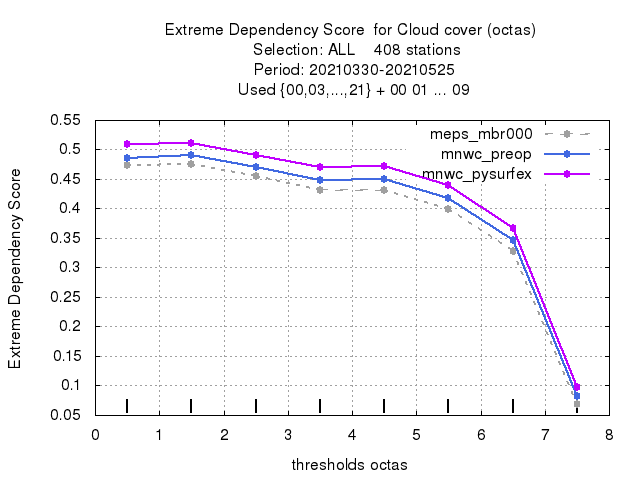 Extreme Dependency Score  for Cloud cover (octas)
Selection: ALL    408 stations
Period: 20210330-20210525
Used {00,03,...,21} + 00 01 ... 09
meps_mbr000
mnwc_preop
mnwc_pysurfex
0.55
0.5
0.45
0.4
0.35
0.3
0.25
0.2
0.15
0.1
0.05
Extreme Dependency Score
0 1 2 3 4 5 6 7 8
thresholds octas